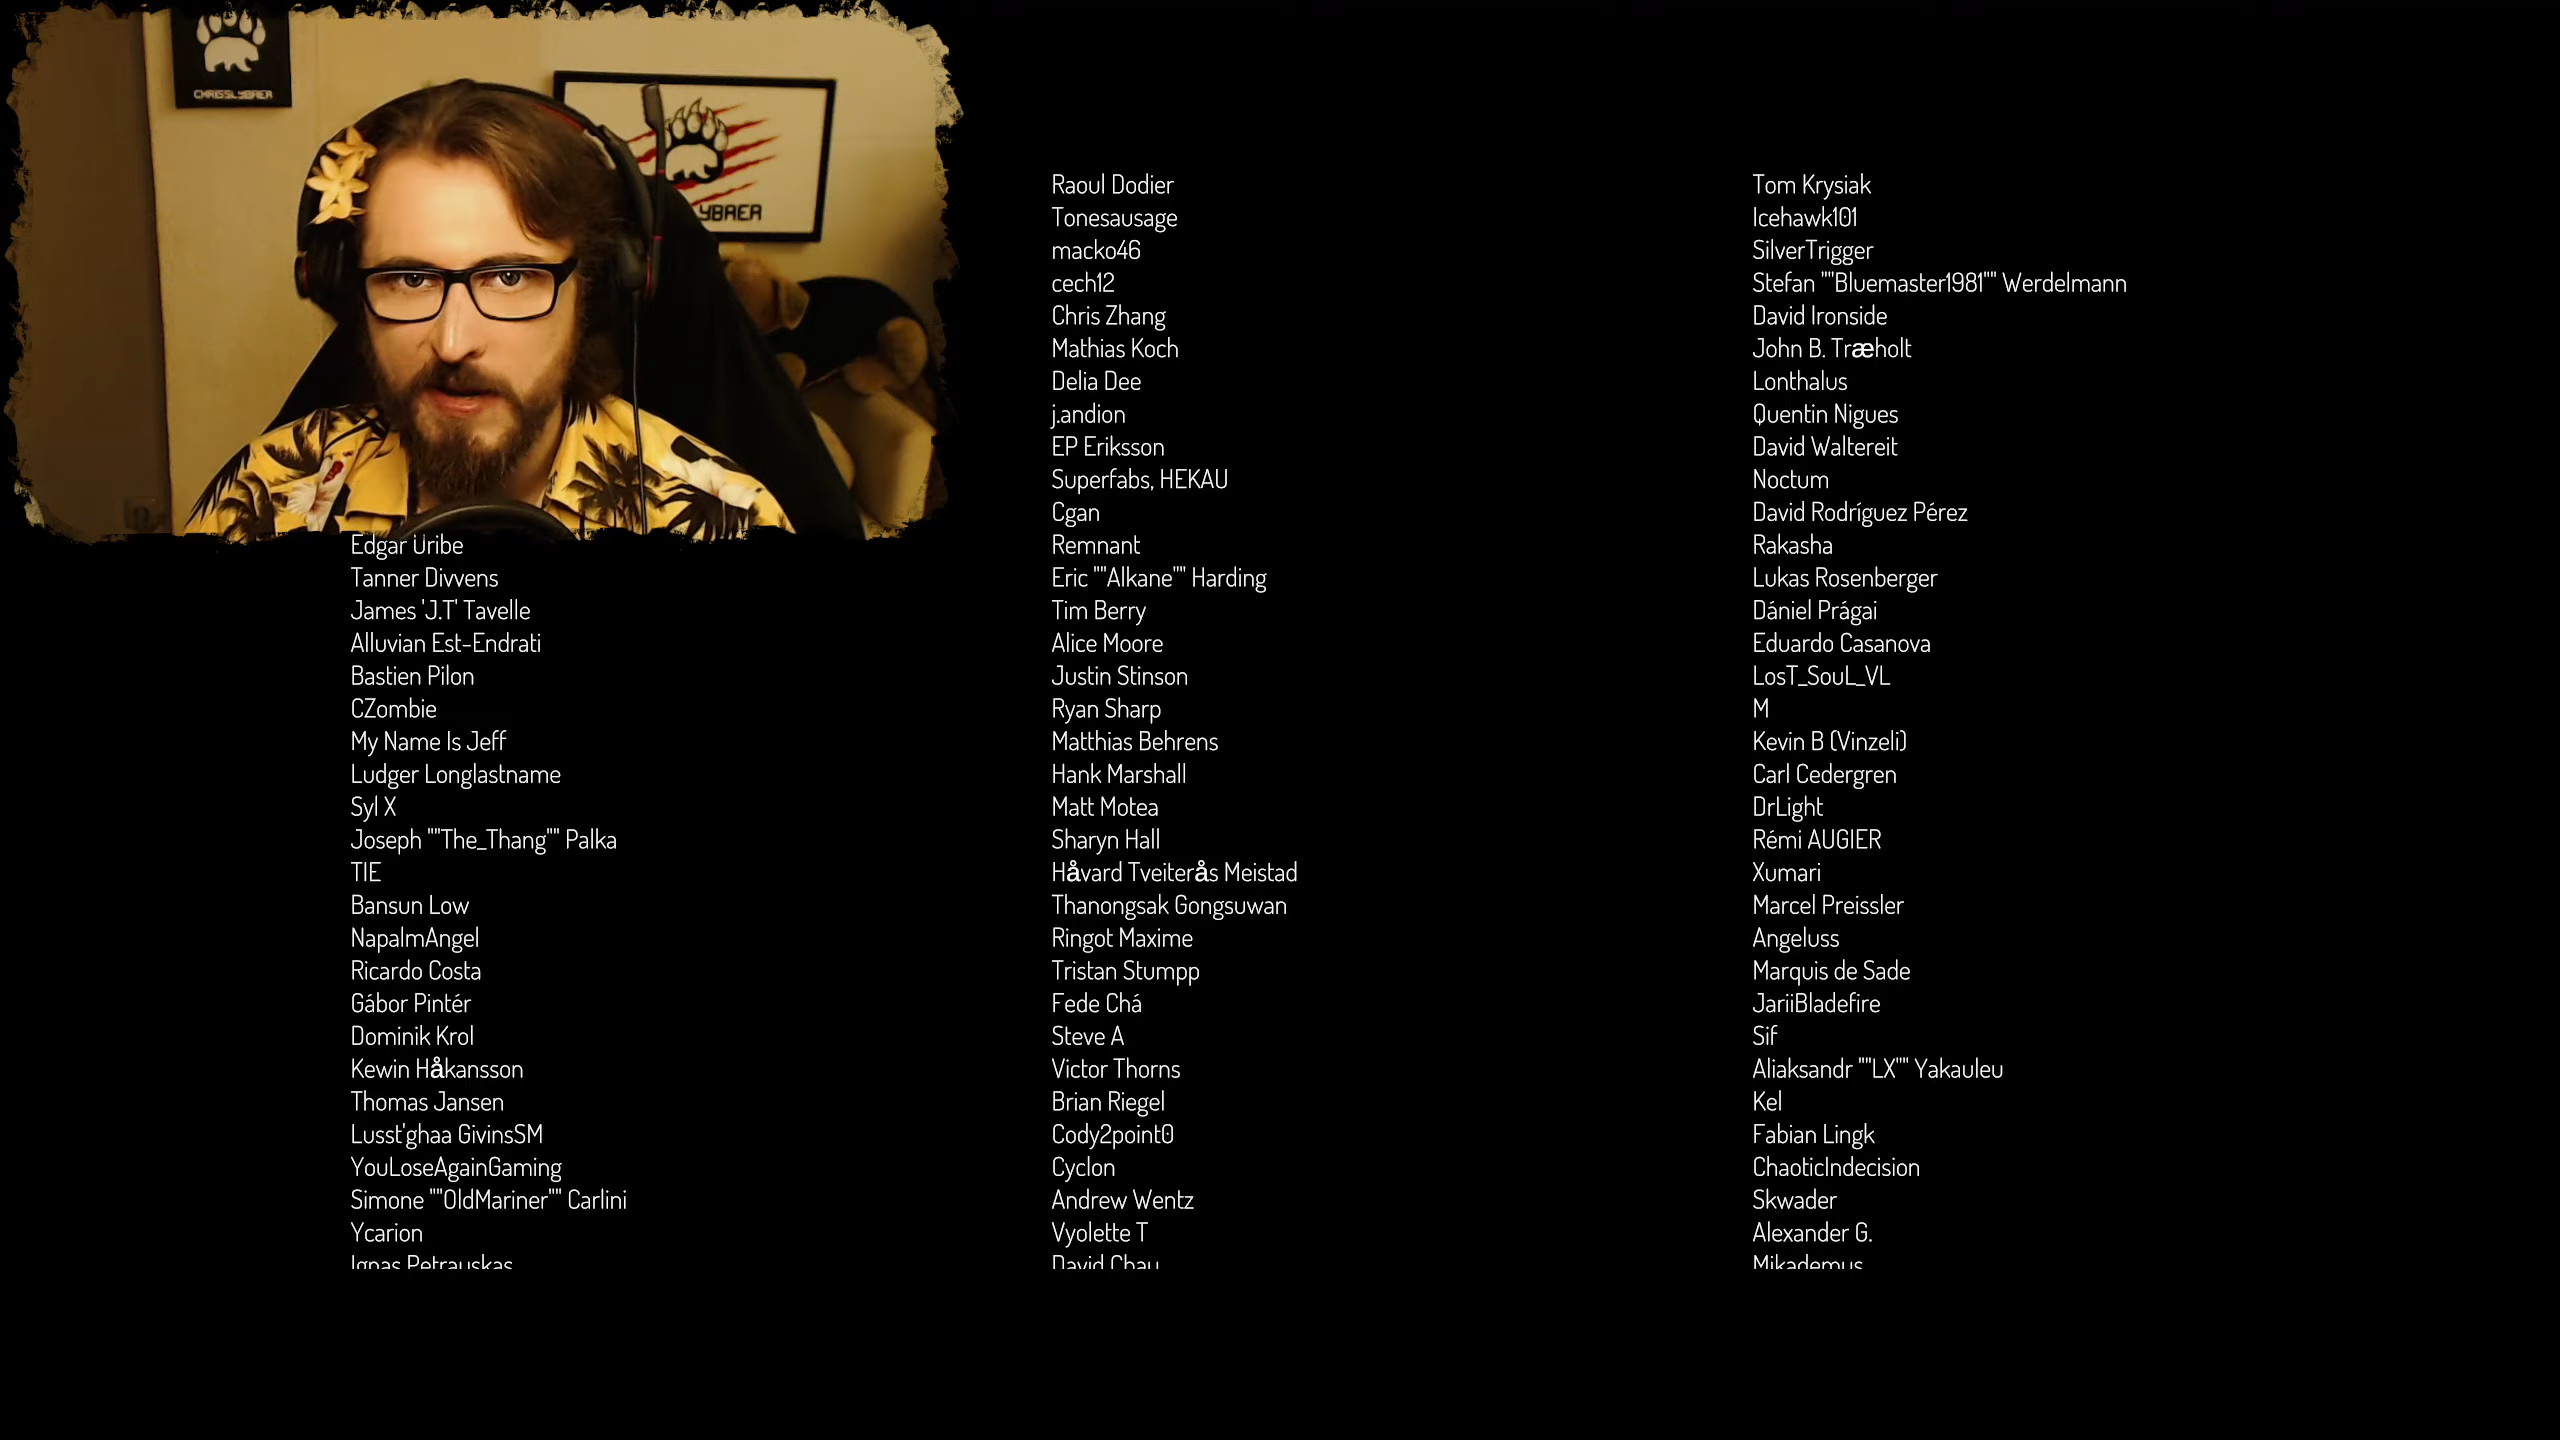 CHRISSLYBAER
YBAER
Edgar Uribe
Tanner Divvens
James 'J.T' Tavelle
Alluvian Est-Endrati
Bastien Pilon
CZombie
My Name Is Jeff
Ludger Longlastname
Syl X
Joseph ""The_Thang"" Palka
TIE
Bansun Low
NapalmAngel
Ricardo Costa
Gábor Pintér
Dominik Krol
Kewin Håkansson
Thomas Jansen
Lusst'ghaa GivinsSM
YouLoseAgainGaming
Simone ""OldMariner"" Carlini
Ycarion
Ignas Petrauskas
Raoul Dodier
Tonesausage
macko46
cech12
Chris Zhang
Mathias Koch
Delia Dee
j.andion
EP Eriksson
Superfabs, HEKAU
Cgan
Remnant
Eric ""Alkane"" Harding
Tim Berry
Alice Moore
Justin Stinson
Ryan Sharp
Matthias Behrens
Hank Marshall
Matt Motea
Sharyn Hall
Håvard Tveiterås Meistad
Thanongsak Gongsuwan
Ringot Maxime
Tristan Stumpp
Fede Chá
Steve A
Victor Thorns
Brian Riegel
Cody2point0
Cyclon
Andrew Wentz
Vyolette T
David Chau
Tom Krysiak
Icehawk101
SilverTrigger
Stefan ""Bluemaster1981"" Werdelmann
David Ironside
John B. Træholt
Lonthalus
Quentin Nigues
David Waltereit
Noctum
David Rodríguez Pérez
Rakasha
Lukas Rosenberger
Dániel Prágai
Eduardo Casanova
LosT_SouL_VL
M
Kevin B (Vinzeli)
Carl Cedergren
DrLight
Rémi AUGIER
Xumari
Marcel Preissler
Angeluss
Marquis de Sade
JariiBladefire
Sif
Aliaksandr ""LX"" Yakauleu
Kel
Fabian Lingk
ChaoticIndecision
Skwader
Alexander G.
Mikademus